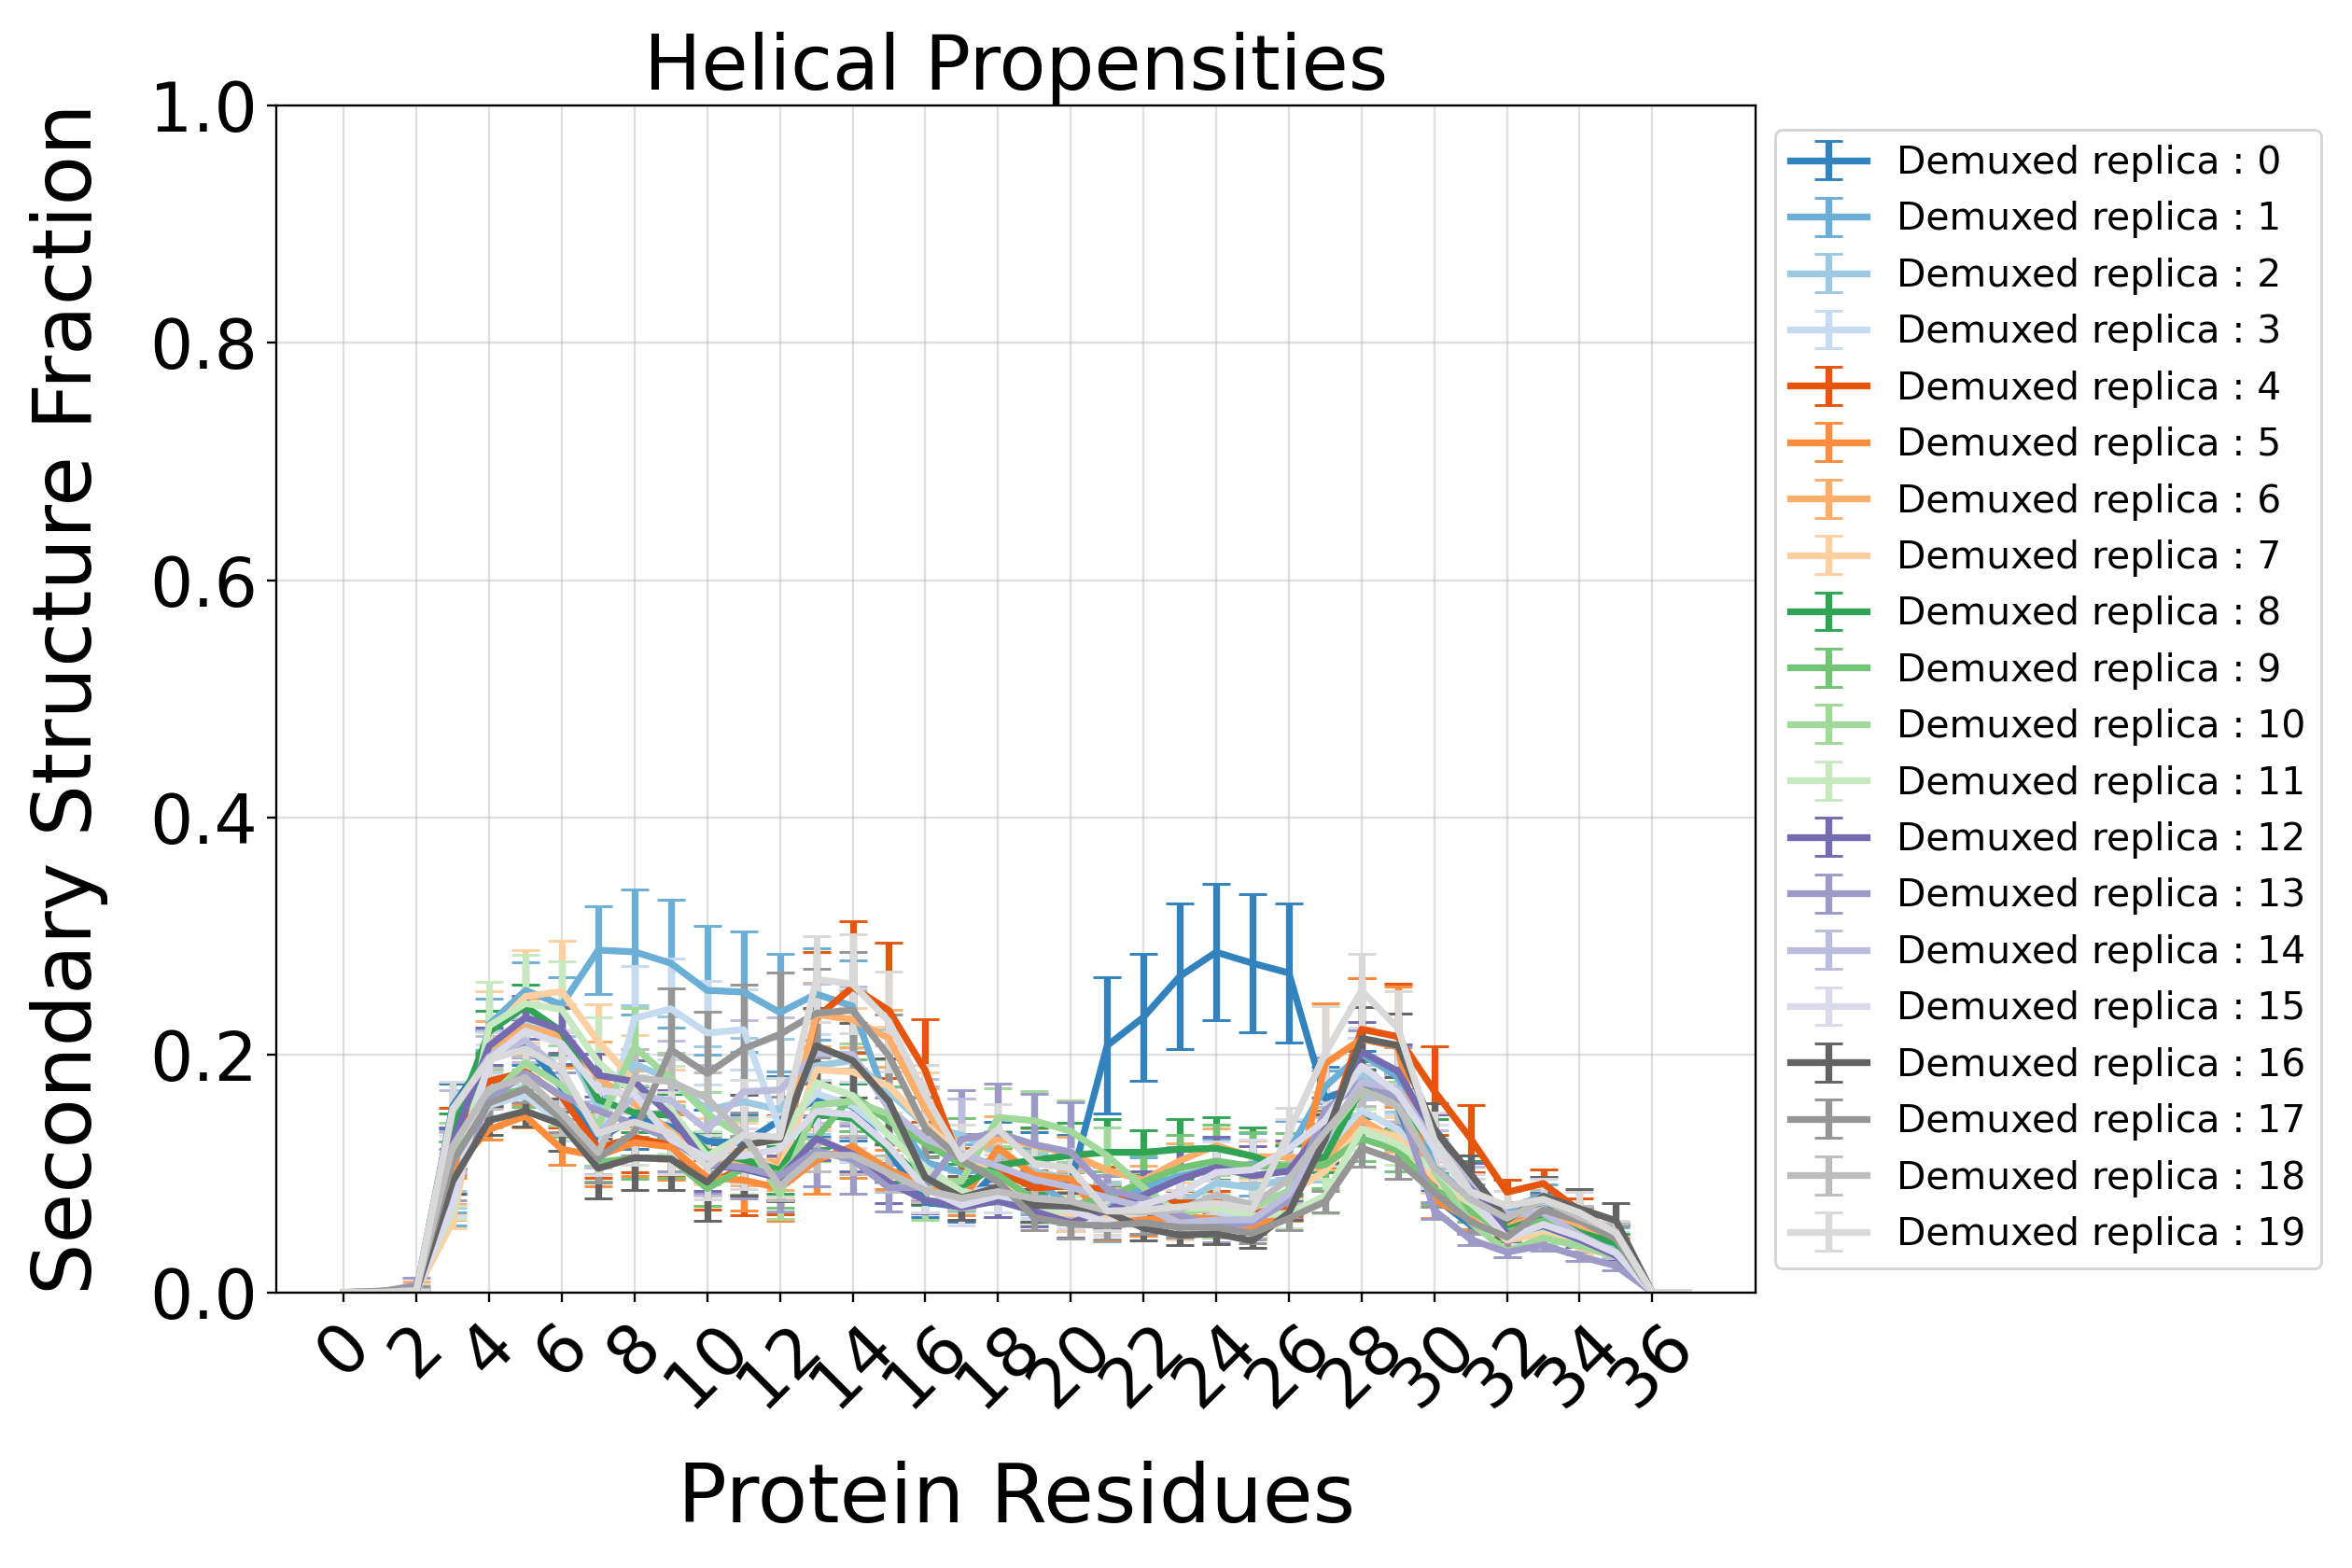 Helical Propensities
Secondary Structure Fraction
1.0
0.8
0.6
0.4
0.2
0.0
0 2 4 6 8 10 12 14 16 18 20 22 24 26 28 30 32 34 36
Protein Residues
Demuxed replica : 0
Demuxed replica : 1
Demuxed replica : 2
Demuxed replica : 3
Demuxed replica : 4
Demuxed replica : 5
Demuxed replica : 6
Demuxed replica : 7
Demuxed replica : 8
Demuxed replica : 9
Demuxed replica : 10
Demuxed replica : 11
Demuxed replica : 12
Demuxed replica : 13
Demuxed replica : 14
Demuxed replica : 15
Demuxed replica : 16
Demuxed replica : 17
Demuxed replica : 18
Demuxed replica : 19